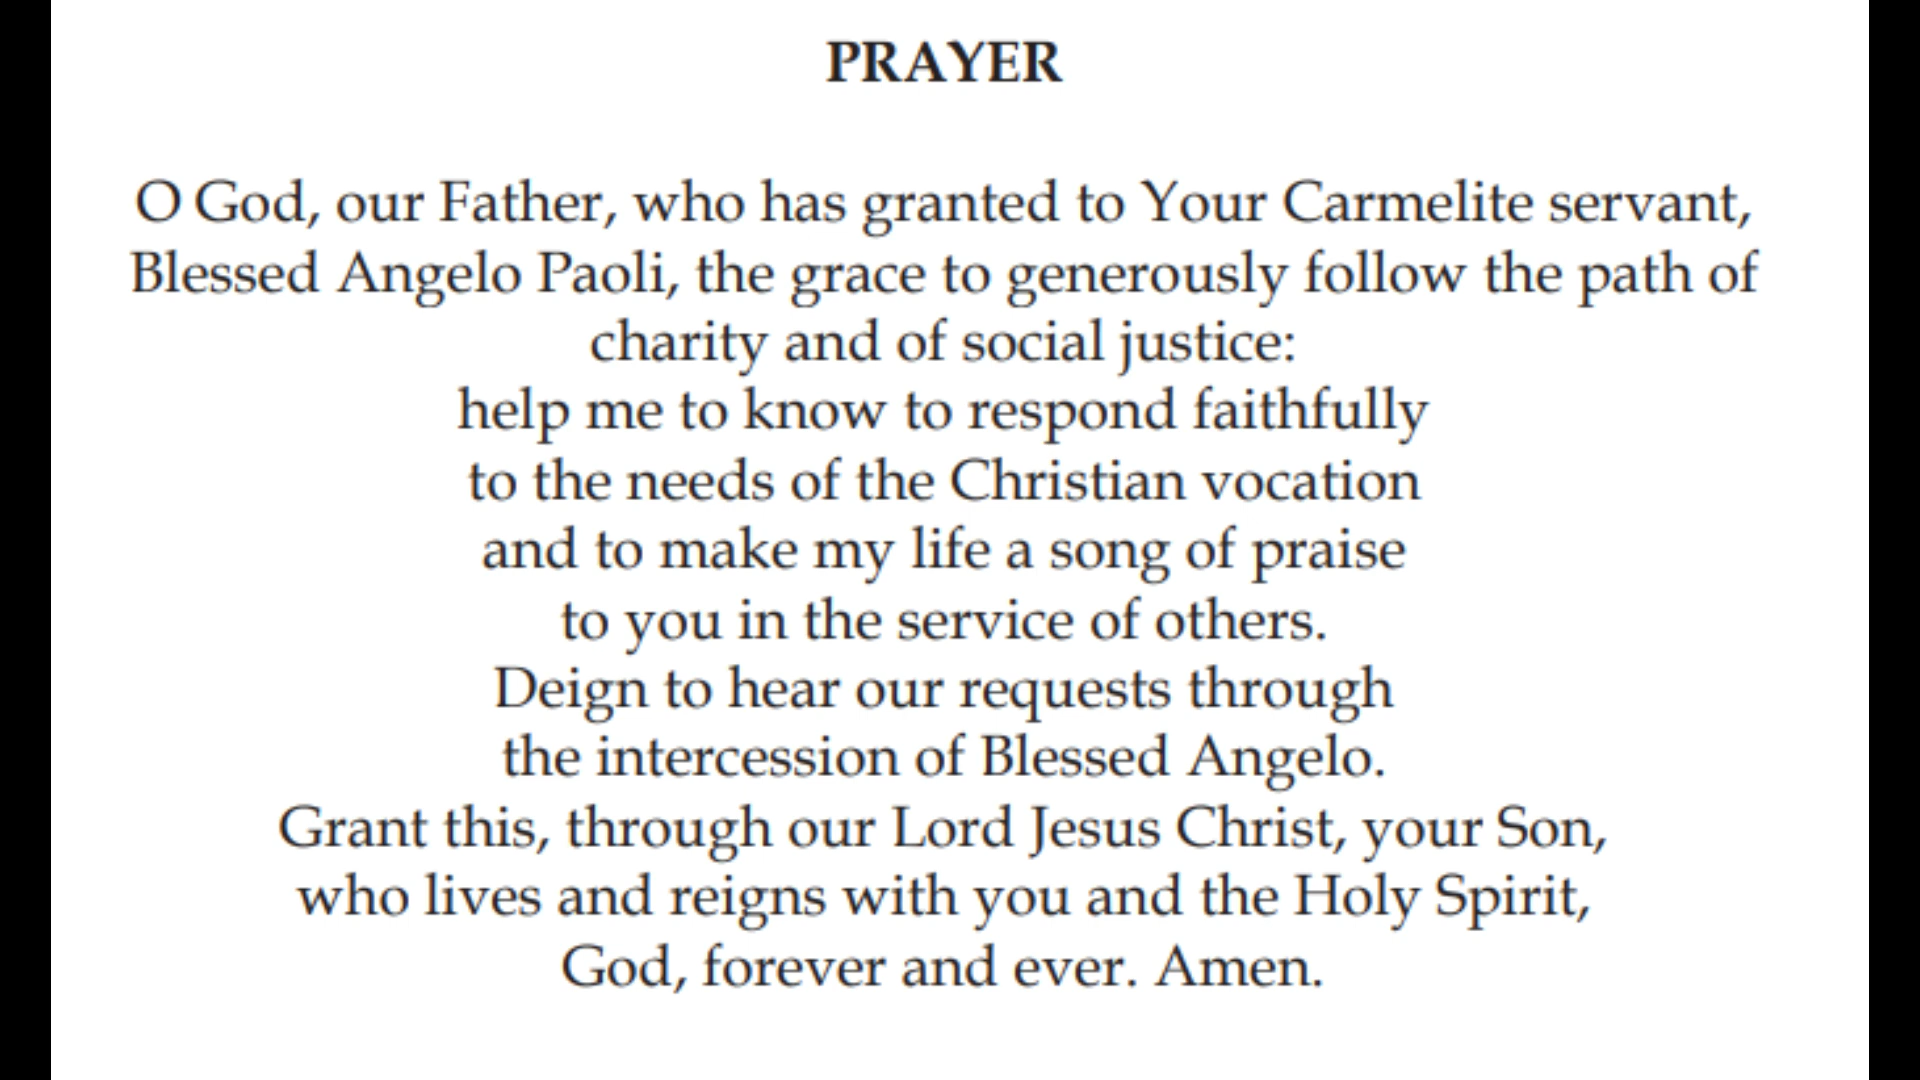 PRAYER
O God, our Father, who has granted to Your Carmelite servant,
Blessed Angelo Paoli, the grace to generously follow the path of
charity and of social justice:
help me to know to respond faithfully
to the needs of the Christian vocation
and to make my life a song of praise
to you in the service of others.
Deign to hear our requests through
the intercession of Blessed Angelo.
Grant this, through our Lord Jesus Christ, your Son,
who lives and reigns with you and the Holy Spirit,
God, forever and ever. Amen.